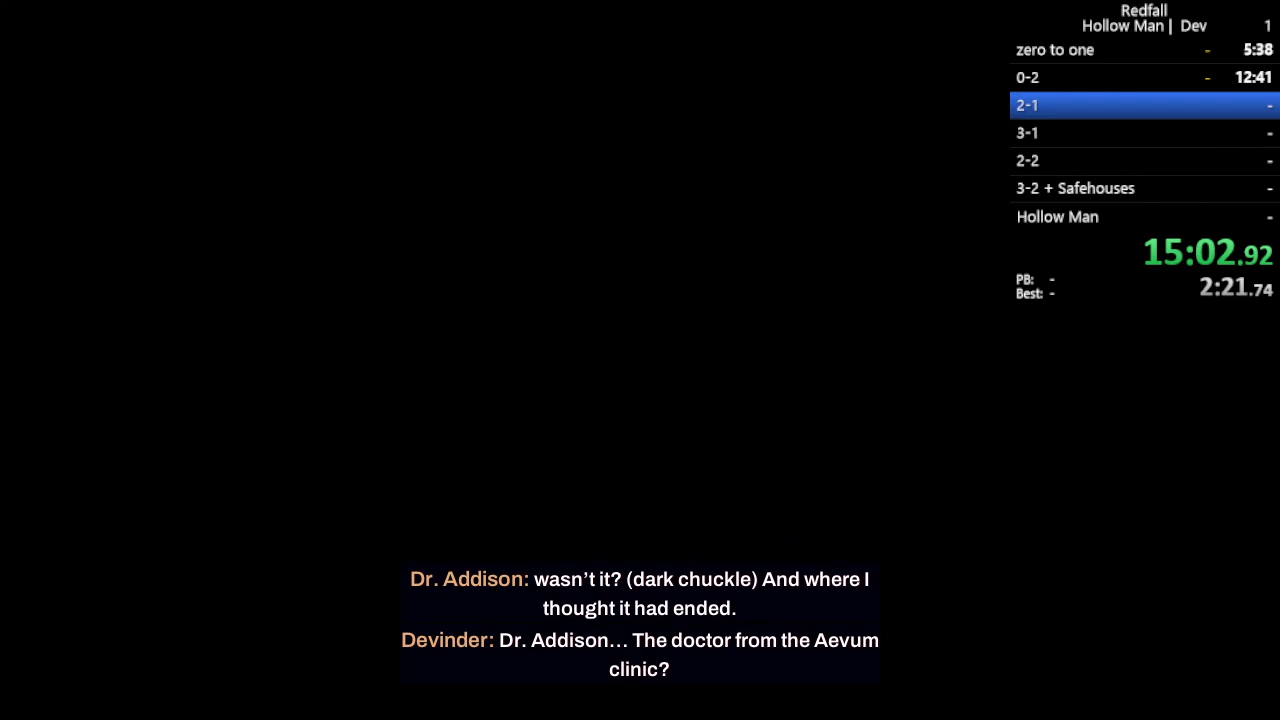 Redfall
Hollow Man | Dev 1
zero to one - 5:38
0-2 - 12:41
2-1 -
3-1 -
2-2 -
3-2 + Safehouses -
Hollow Man -
15:02.92
PB: - 
Best: - 2:21.74
Dr. Addison: wasn't it? (dark chuckle) And where I
thought it had ended.
Devinder: Dr. Addison... The doctor from the Aevum
clinic?